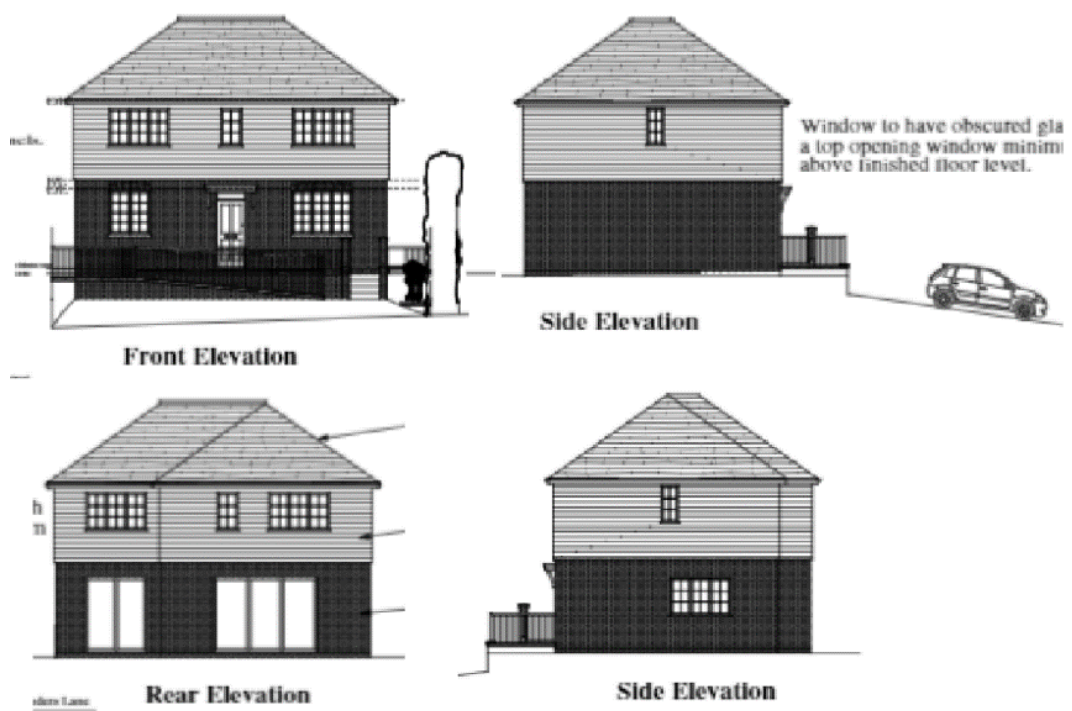 Window to have obscured gla
a top opening window minim
above finished floor level.
Side Elevation
Front Elevation
Rear Elevation
Side Elevation